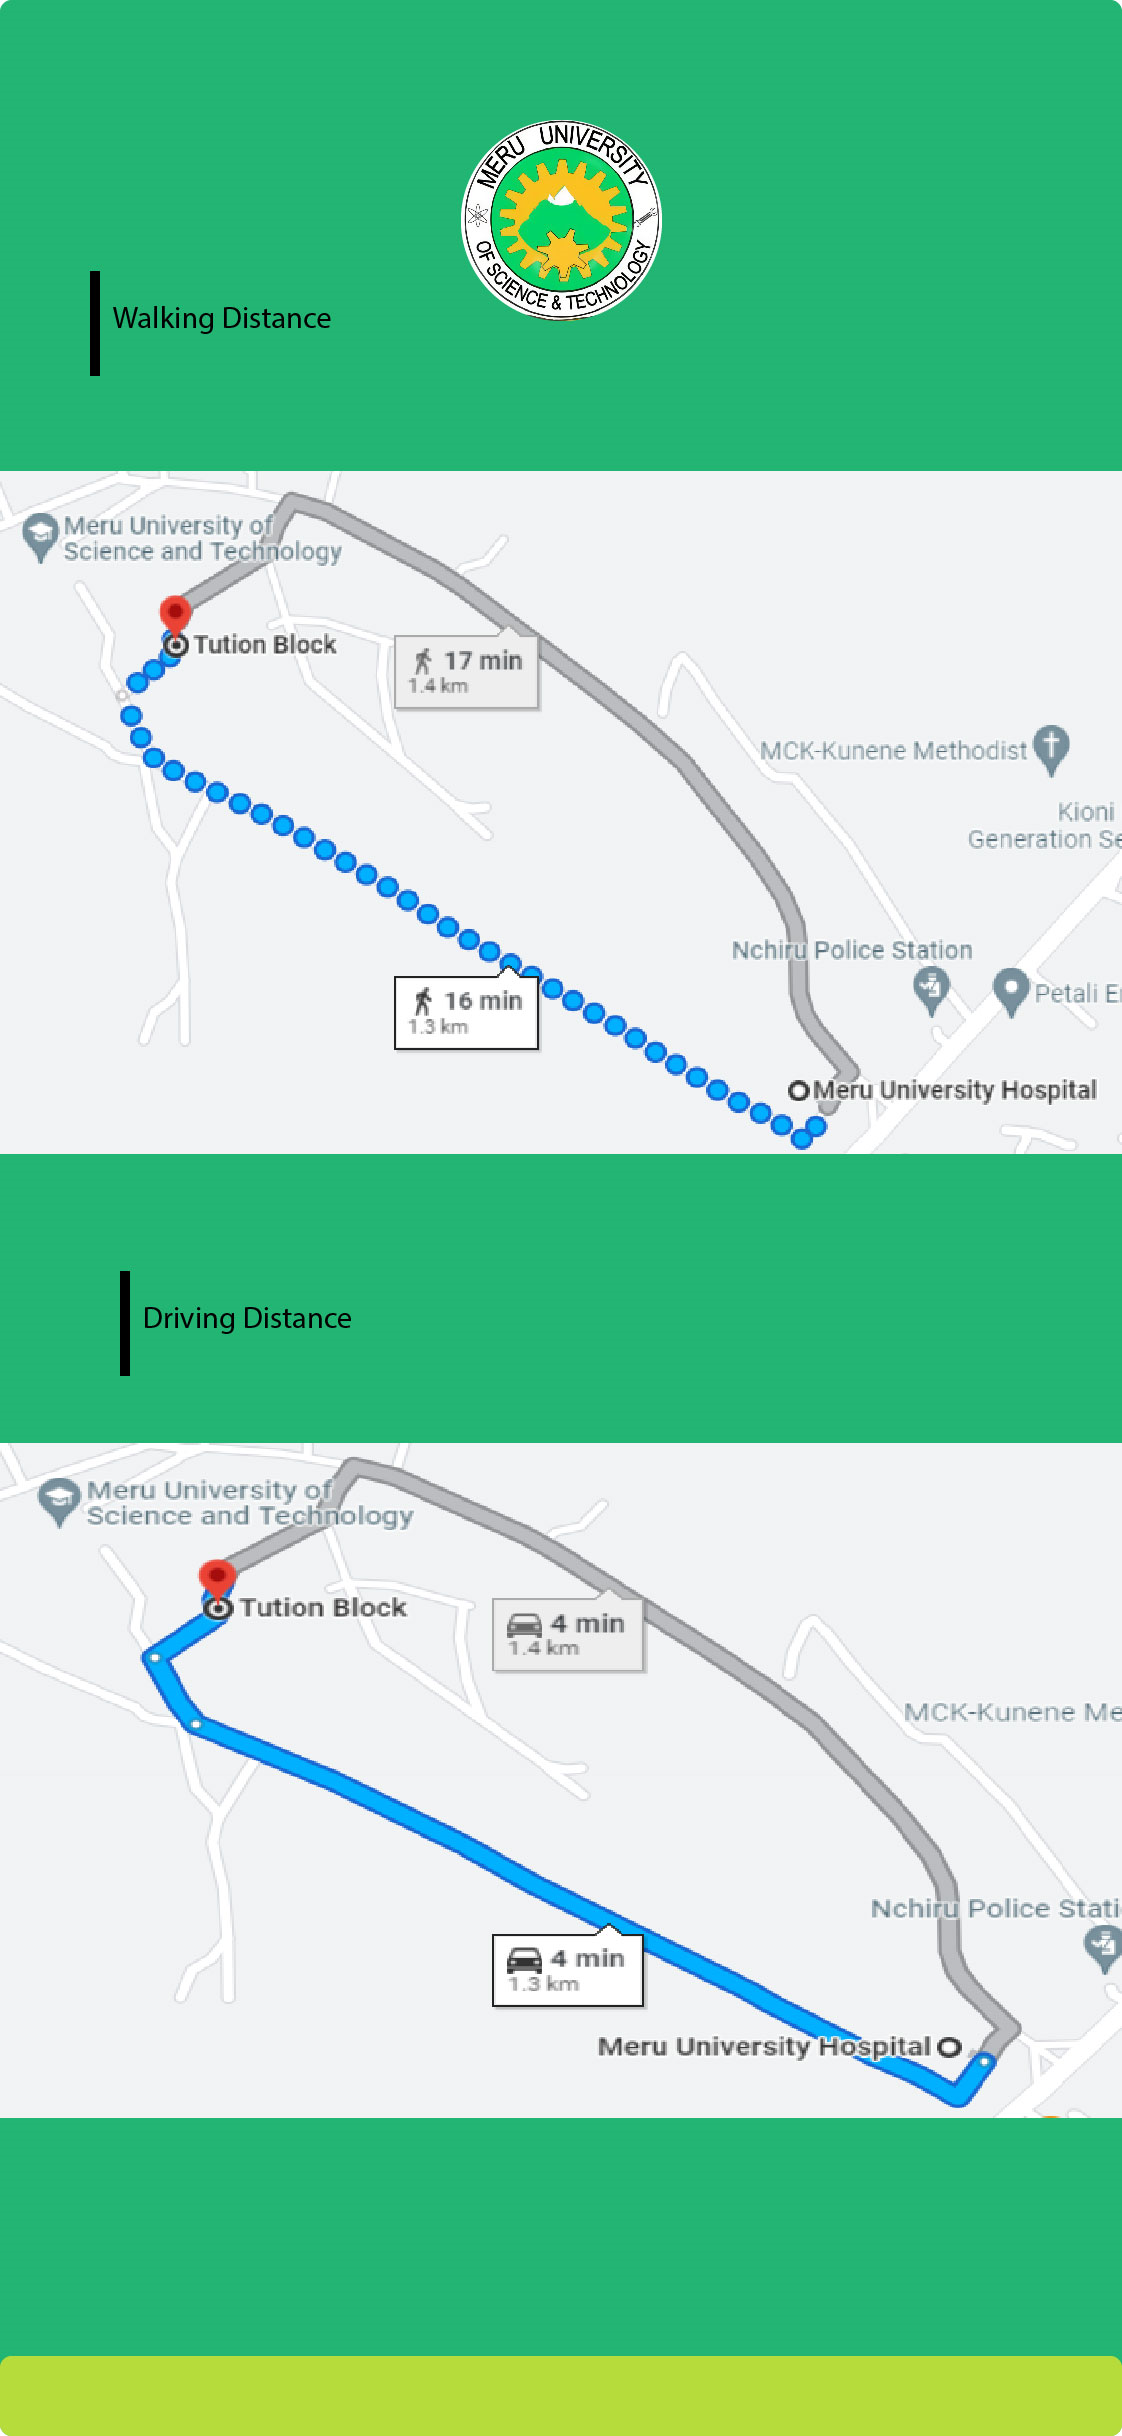 MERU UNIVERSITY
OF SCIENCE & TECHNOLOGY
Walking Distance
Meru University of
Science and Technology
Tution Block
17 min
1.4 km
MCK-Kunene Methodist
Kioni
Generation Se
Nchiru Police Station
Petali E
16 min
1.3 km
Meru University Hospital
Driving Distance
Meru University of
Science and Technology
Tution Block
4 min
1.4 km
MCK-Kunene Me
Nchiru Police Stati
4 min
1.3 km
Meru University Hospital